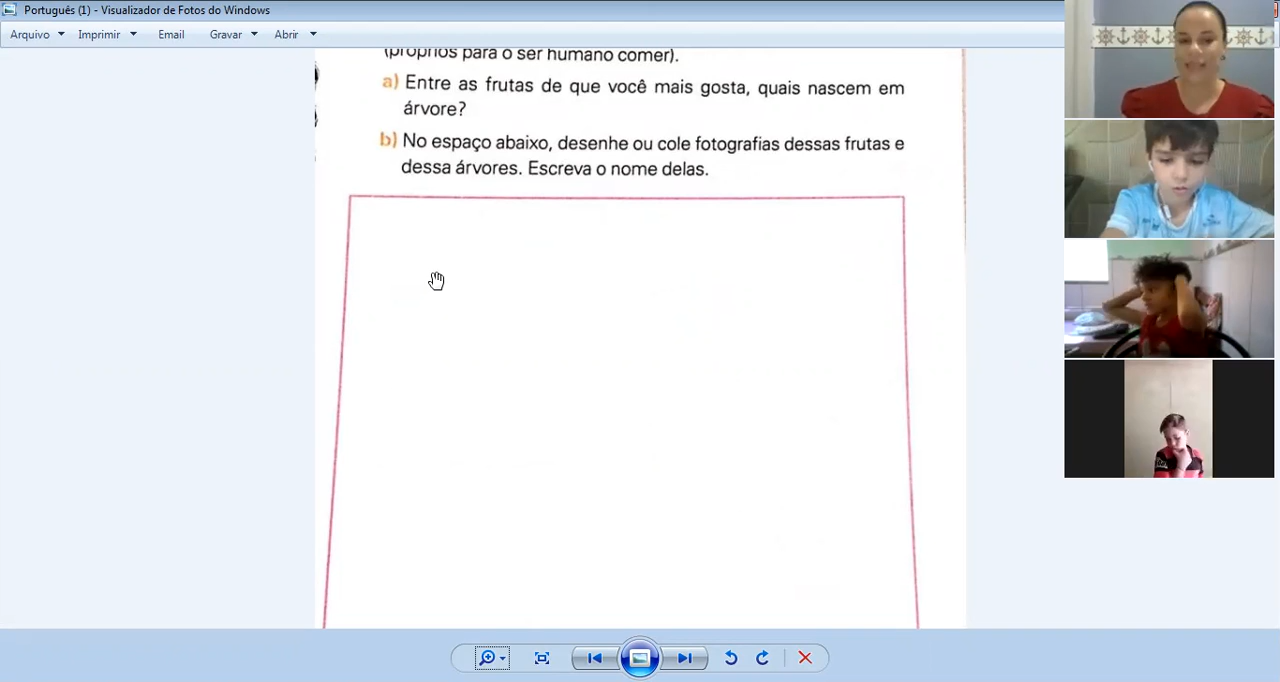 Português (1) - Visualizador de Fotos do Windows
Arquivo Imprimir Email Gravar Abrir
(próprios para o ser humano comer).
a) Entre as frutas de que você mais gosta, quais nascem em
árvore?
b) No espaço abaixo, desenhe ou cole fotografias dessas frutas e
dessa árvores. Escreva o nome delas.